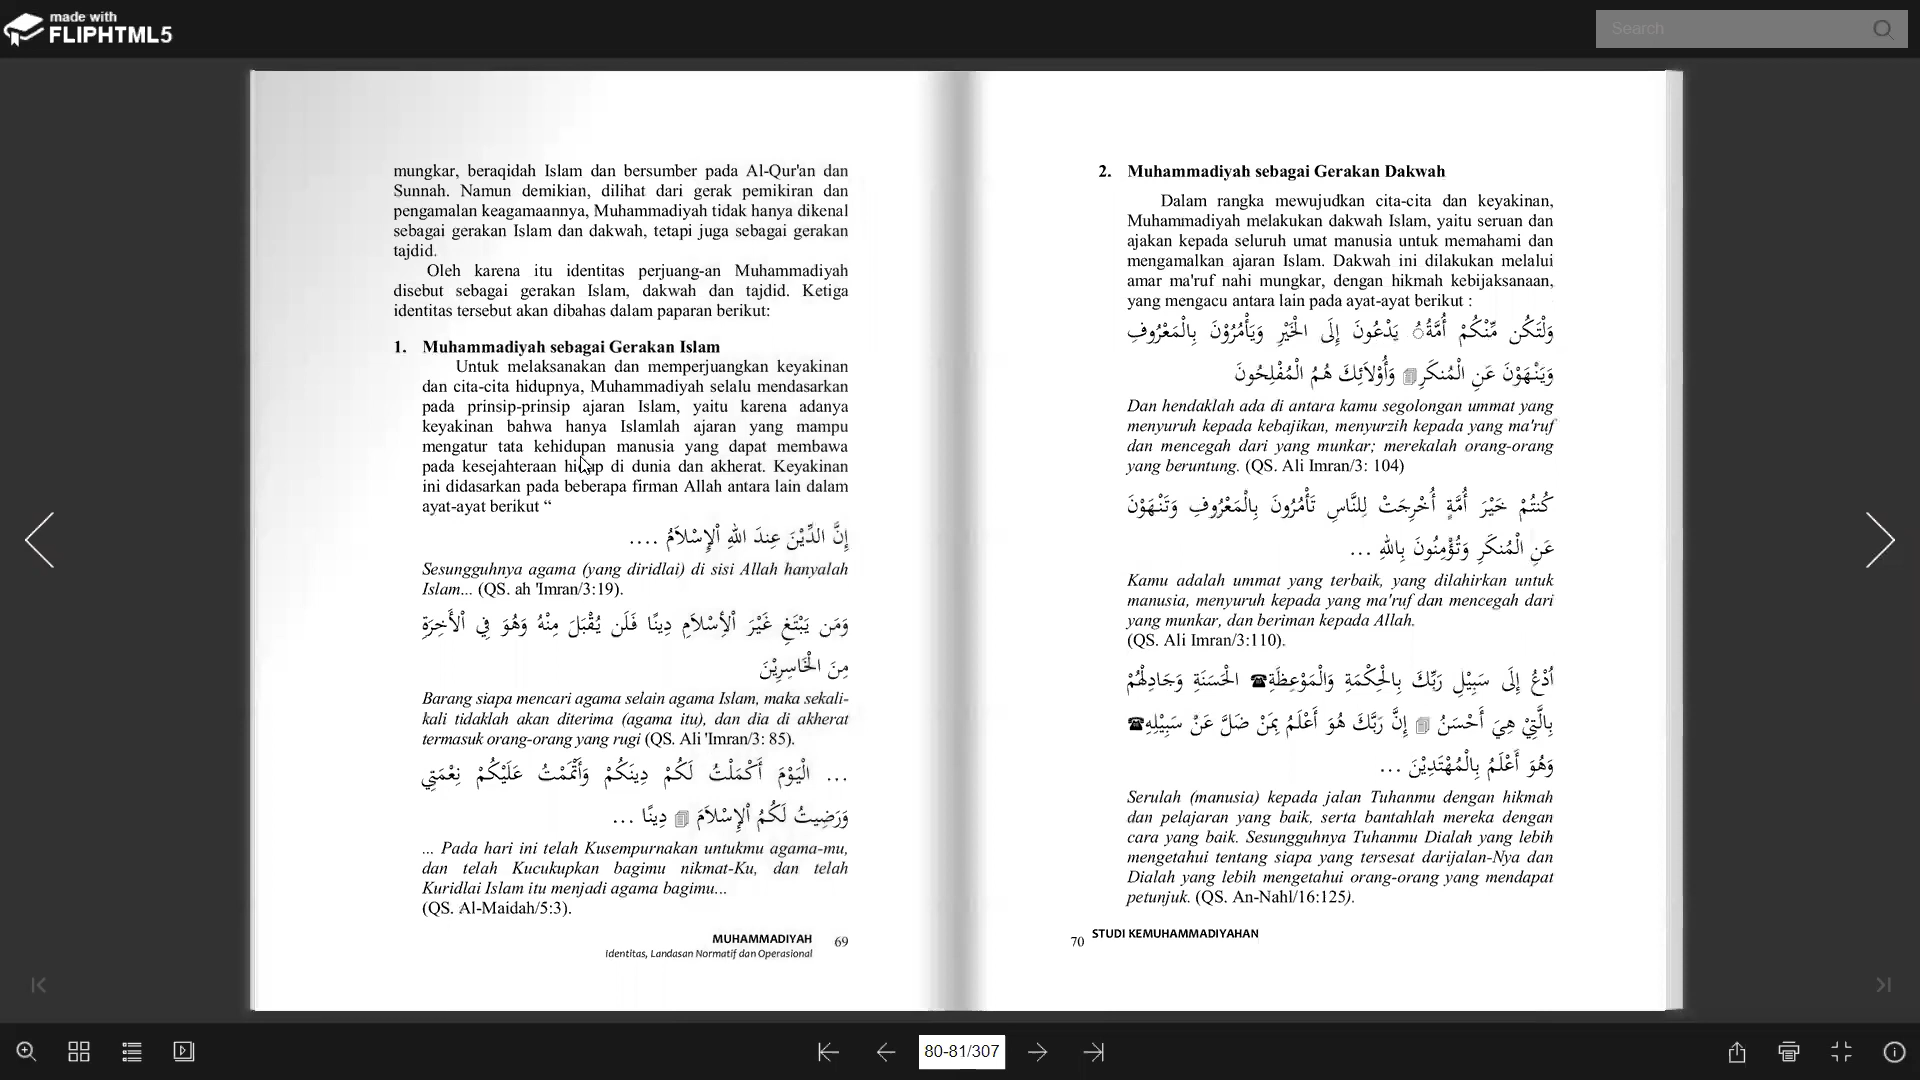 made with
FLIPHTML5
Search
mungkar, beraqidah Islam dan bersumber pada Al-Qur'an dan
Sunnah. Namun demikian, dilihat dari gerak pemikiran dan
pengamalan keagamaannya, Muhammadiyah tidak hanya dikenal
sebagai gerakan Islam dan dakwah, tetapi juga sebagai gerakan
tajdid.
Oleh karena itu identitas perjuang-an Muhammadiyah
disebut sebagai gerakan Islam, dakwah dan tajdid. Ketiga
identitas tersebut akan dibahas dalam paparan berikut:
1. Muhammadiyah sebagai Gerakan Islam
Untuk melaksanakan dan memperjuangkan keyakinan
dan cita-cita hidupnya, Muhammadiyah selalu mendasarkan
pada prinsip-prinsip ajaran Islam, yaitu karena adanya
keyakinan bahwa hanya Islamlah ajaran yang mampu
mengatur tata kehidupan manusia yang dapat membawa
pada kesejahteraan hidup di dunia dan akherat. Keyakinan
ini didasarkan pada beberapa firman Allah antara lain dalam
ayat-ayat berikut “
إِنَّ الدِّيْنَ عِندَ اللهِ اْلإِسْلاَمُ ....
Sesungguhnya agama (yang diridlai) di sisi Allah hanyalah
Islam... (QS. ah 'Imran/3:19).
وَمَن يَبْتَغِ غَيْرَ اْلأِسْلاَمِ دِينًا فَلَن يُقْبَلَ مِنْهُ وَهُوَ فِي اْلأَخِرَةِ
مِنَ الْخَاسِرِيْنَ
Barang siapa mencari agama selain agama Islam, maka sekali-
kali tidaklah akan diterima (agama itu), dan dia di akherat
termasuk orang-orang yang rugi (QS. Ali 'Imran/3: 85).
... الْيَوْمَ أَكْمَلْتُ لَكُمْ دِينَكُمْ وَأَتْمَمْتُ عَلَيْكُمْ نِعْمَتِي
وَرَضِيتُ لَكُمُ اْلإِسْلاَمَ دِينًا ...
... Pada hari ini telah Kusempurnakan untukmu agama-mu,
dan telah Kucukupkan bagimu nikmat-Ku, dan telah
Kuridlai Islam itu menjadi agama bagimu...
(QS. Al-Maidah/5:3).
MUHAMMADIYAH 69
Identitas, Landasan Normatif dan Operasional
2. Muhammadiyah sebagai Gerakan Dakwah
Dalam rangka mewujudkan cita-cita dan keyakinan,
Muhammadiyah melakukan dakwah Islam, yaitu seruan dan
ajakan kepada seluruh umat manusia untuk memahami dan
mengamalkan ajaran Islam. Dakwah ini dilakukan melalui
amar ma'ruf nahi mungkar, dengan hikmah kebijaksanaan,
yang mengacu antara lain pada ayat-ayat berikut :
وَلْتَكُن مِّنْكُمْ أُمَّةُُ يَدْعُونَ إِلَى الْخَيْرِ وَيَأْمُرُوْنَ بِالْمَعْرُوفِ
وَيَنْهَوْنَ عَنِ الْمُنكَرِ وَأُوْلاَئِكَ هُمُ الْمُفْلِحُونَ
Dan hendaklah ada di antara kamu segolongan ummat yang
menyuruh kepada kebajikan, menyurzih kepada yang ma'ruf
dan mencegah dari yang munkar; merekalah orang-orang
yang beruntung. (QS. Ali Imran/3: 104)
كُنتُمْ خَيْرَ أُمَّةٍ أُخْرِجَتْ لِلنَّاسِ تَأْمُرُونَ بِالْمَعْرُوفِ وَتَنْهَوْنَ
عَنِ الْمُنكَرِ وَتُؤْمِنُونَ بِاللهِ ...
Kamu adalah ummat yang terbaik, yang dilahirkan untuk
manusia, menyuruh kepada yang ma'ruf dan mencegah dari
yang munkar, dan beriman kepada Allah.
(QS. Ali Imran/3:110).
اُدْعُ إِلَى سَبِيْلِ رَبِّكَ بِالْحِكْمَةِ وَالْمَوْعِظَةِ☎ الْحَسَنَةِ وَجَادِلْهُمْ
بِالَّتِيْ هِيَ أَحْسَنُ إِنَّ رَبَّكَ هُوَ أَعْلَمُ بِمَنْ ضَلَّ عَنْ سَبِيْلِهِ☎
وَهُوَ أَعْلَمُ بِالْمُهْتَدِيْنَ ...
Serulah (manusia) kepada jalan Tuhanmu dengan hikmah
dan pelajaran yang baik, serta bantahlah mereka dengan
cara yang baik. Sesungguhnya Tuhanmu Dialah yang lebih
mengetahui tentang siapa yang tersesat darijalan-Nya dan
Dialah yang lebih mengetahui orang-orang yang mendapat
petunjuk. (QS. An-Nahl/16:125).
70 STUDI KEMUHAMMADIYAHAN
80-81/307